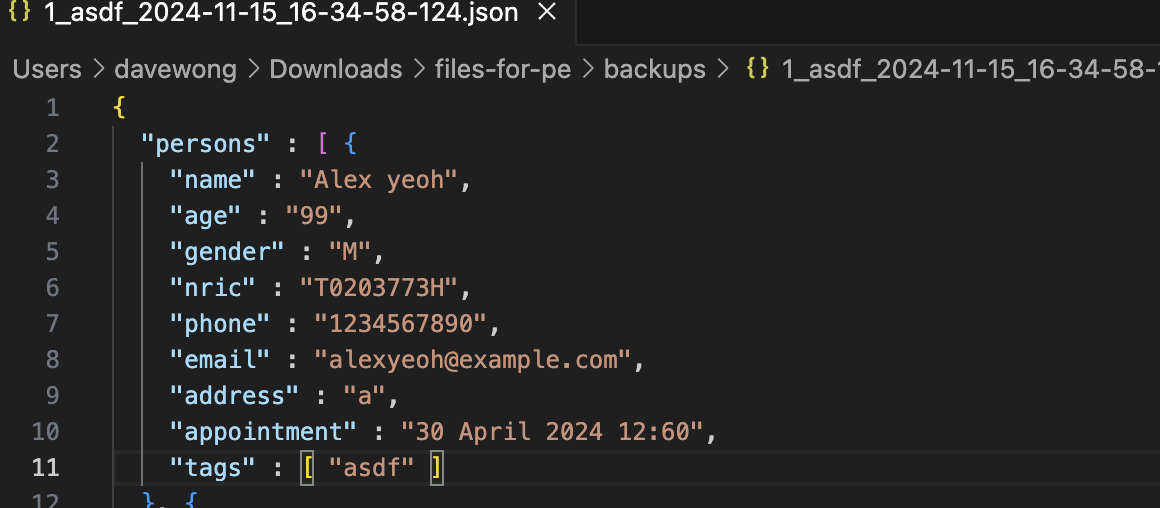 {} 1_asdf_2024-11-15_16-34-58-124.json ×
Users > davewong > Downloads > files-for-pe > backups > {} 1_asdf_2024-11-15_16-34-58-
1 {
2 "persons" : [ {
3 "name" : "Alex yeoh",
4 "age" : "99",
5 "gender" : "M",
6 "nric" : "T0203773H",
7 "phone" : "1234567890",
8 "email" : "alexyeoh@example.com",
9 "address" : "a",
10 "appointment" : "30 April 2024 12:60",
11 "tags" : [ "asdf" ]
12 }, {